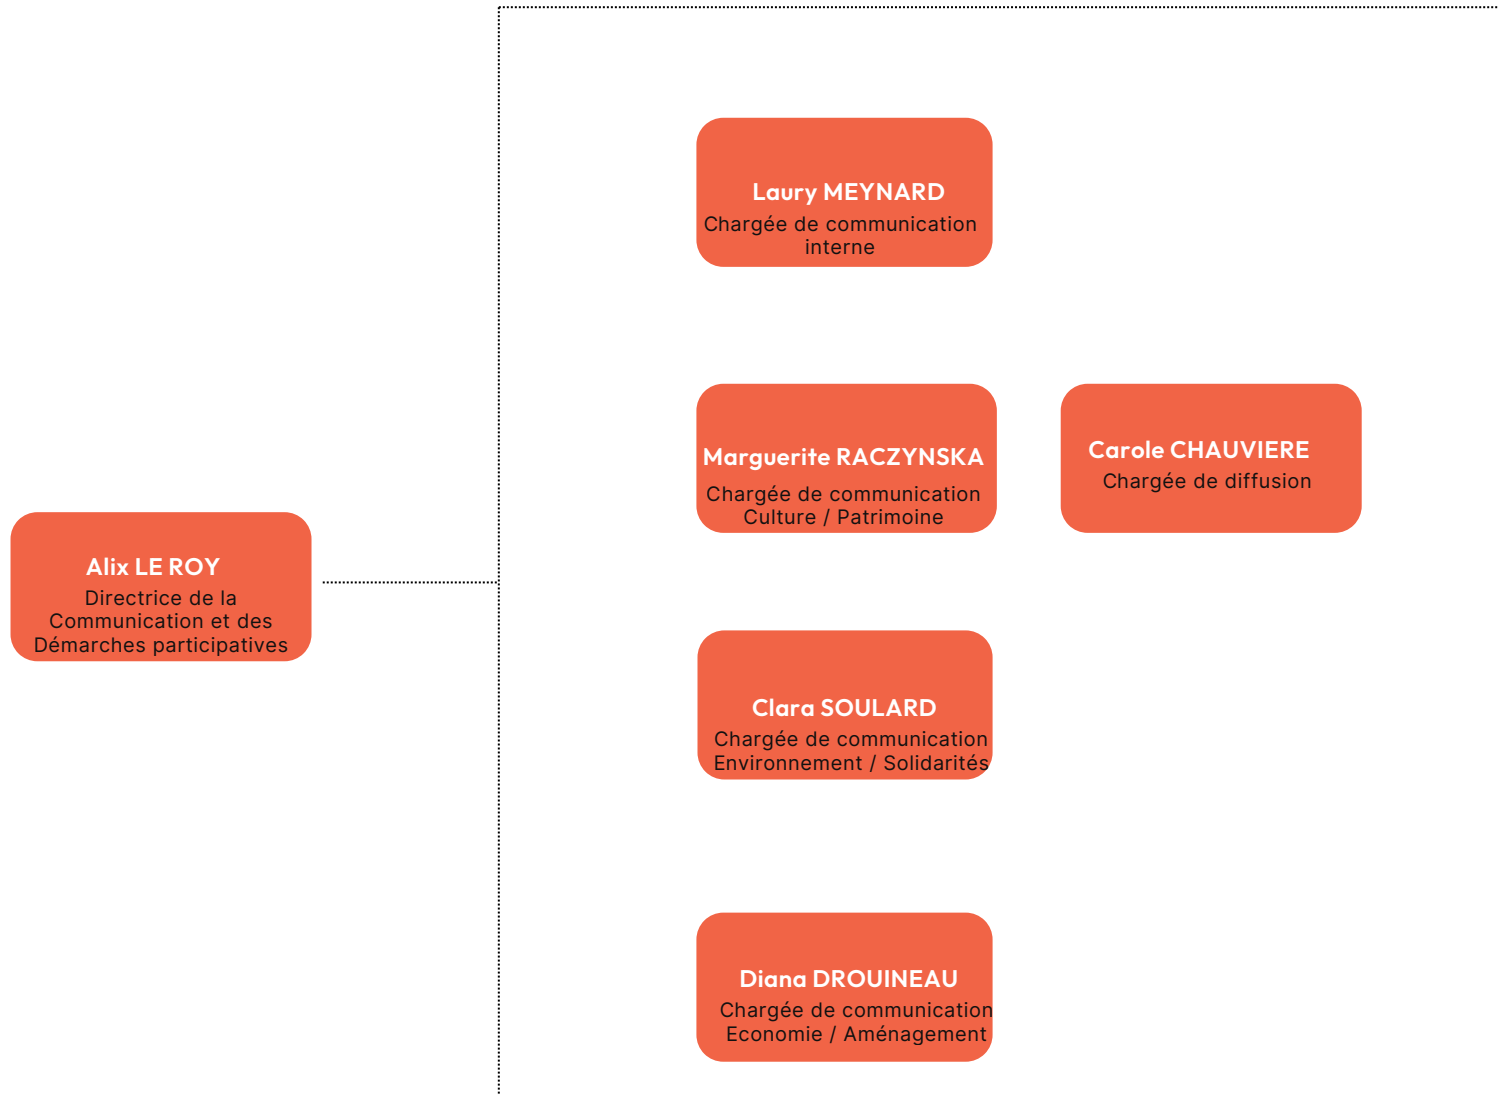 Laury MEYNARD
Chargée de communication
interne
Marguerite RACZYNSKA
Chargée de communication
Culture / Patrimoine
Carole CHAUVIERE
Chargée de diffusion
Alix LE ROY
Directrice de la
Communication et des
Démarches participatives
Clara SOULARD
Chargée de communication
Environnement / Solidarités
Diana DROUINEAU
Chargée de communication
Economie / Aménagement